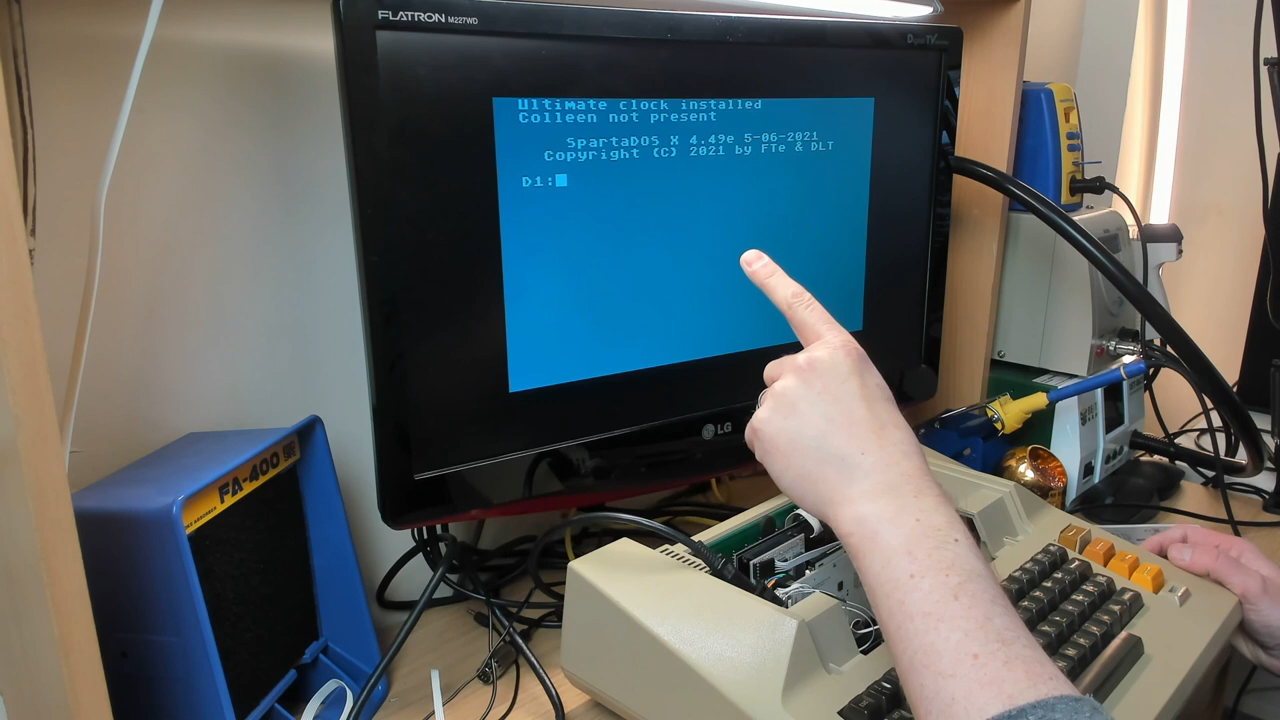 FLATRON M227WD
Ultimate clock installed
Colleen not present
SpartaDOS X 4.49e 5-06-2021
Copyright (C) 2021 by FTe & DLT
D1:
LG
FA-400